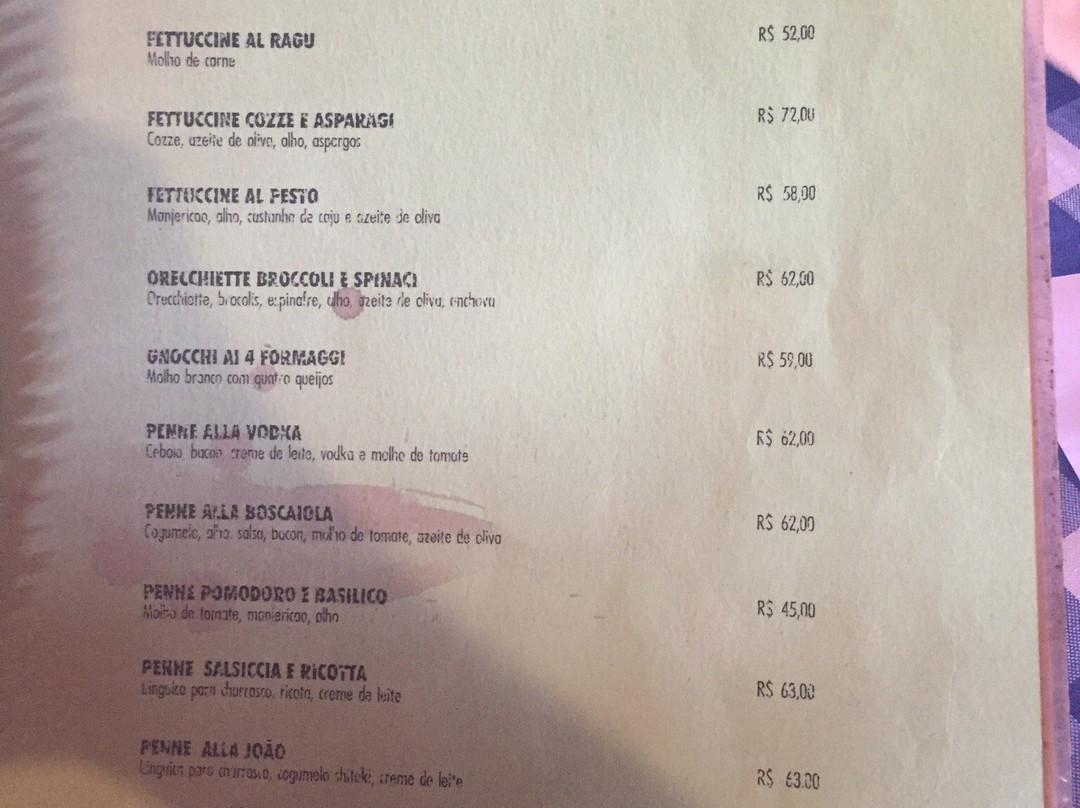 FETTUCCINE AL RAGU R$ 52,00
Molho de carne
FETTUCCINE COZZE E ASPARAGI R$ 72,00
Cozze, azeite de oliva, alho, aspargos
FETTUCCINE AL PESTO R$ 58,00
Manjericao, alho, castanha de caju e azeite de oliva
ORECCHIETTE BROCCOLI E SPINACI R$ 62,00
Orecchiette, brocolis, espinafre, alho, azeite de oliva, enchova
GNOCCHI AI 4 FORMAGGI R$ 59,00
Molho branco com quatro queijos
PENNE ALLA VODKA R$ 62,00
Cebola, bacon, creme de leite, vodka e molho de tomate
PENNE ALLA BOSCAIOLA R$ 62,00
Cogumelo, alho, salsa, bacon, molho de tomate, azeite de oliva
PENNE POMODORO E BASILICO R$ 45,00
Molho de tomate, manjericao, alho
PENNE SALSICCIA E RICOTTA R$ 63,00
Linguica para churrasco, ricota, creme de leite
PENNE ALLA JOÃO R$ 63,00
Linguica para churrasco, cogumelo shiteki, creme de leite